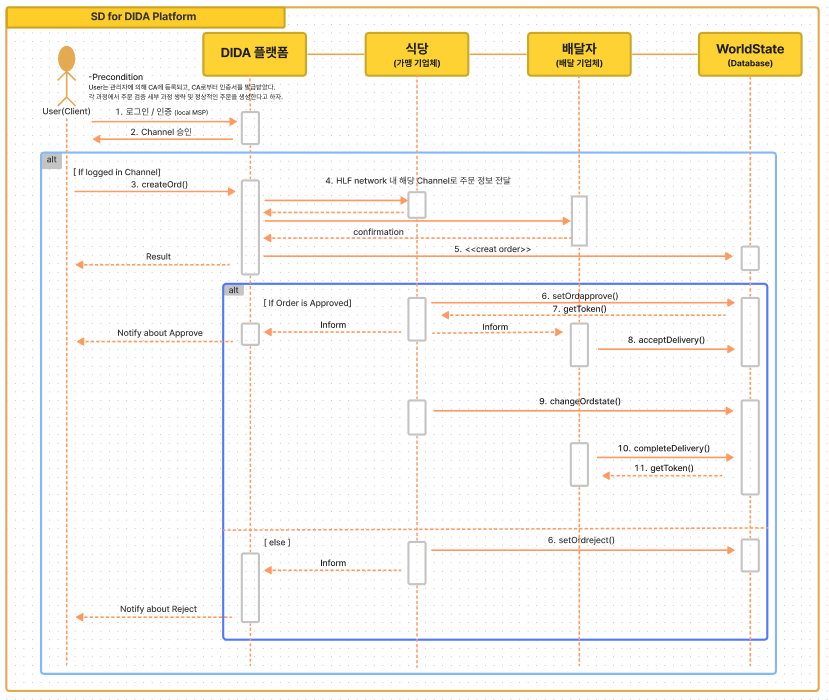 SD for DIDA Platform
DIDA 플랫폼
식당
(가맹 기업체)
배달자
(배달 기업체)
WorldState
(Database)
-Precondition
User는 관리자에 의해 CA에 등록되고, CA로부터 인증서를 발급받았다,
각 과정에서 주문 검증 세부 과정 생략 및 정상적인 주문을 생성한다고 하자.
User(Client)
1. 로그인 / 인증 (local MSP)
2. Channel 승인
alt
[ If logged in Channel]
3. createOrd()
4. HLF network 내 해당 Channel로 주문 정보 전달
confirmation
5. <<creat order>>
Result
alt
[ If Order is Approved]
6. setOrdapprove()
7. getToken()
Inform
Inform
Notify about Approve
8. acceptDelivery()
9. changeOrdstate()
10. completeDelivery()
11. getToken()
[ else ]
6. setOrdreject()
Inform
Notify about Reject